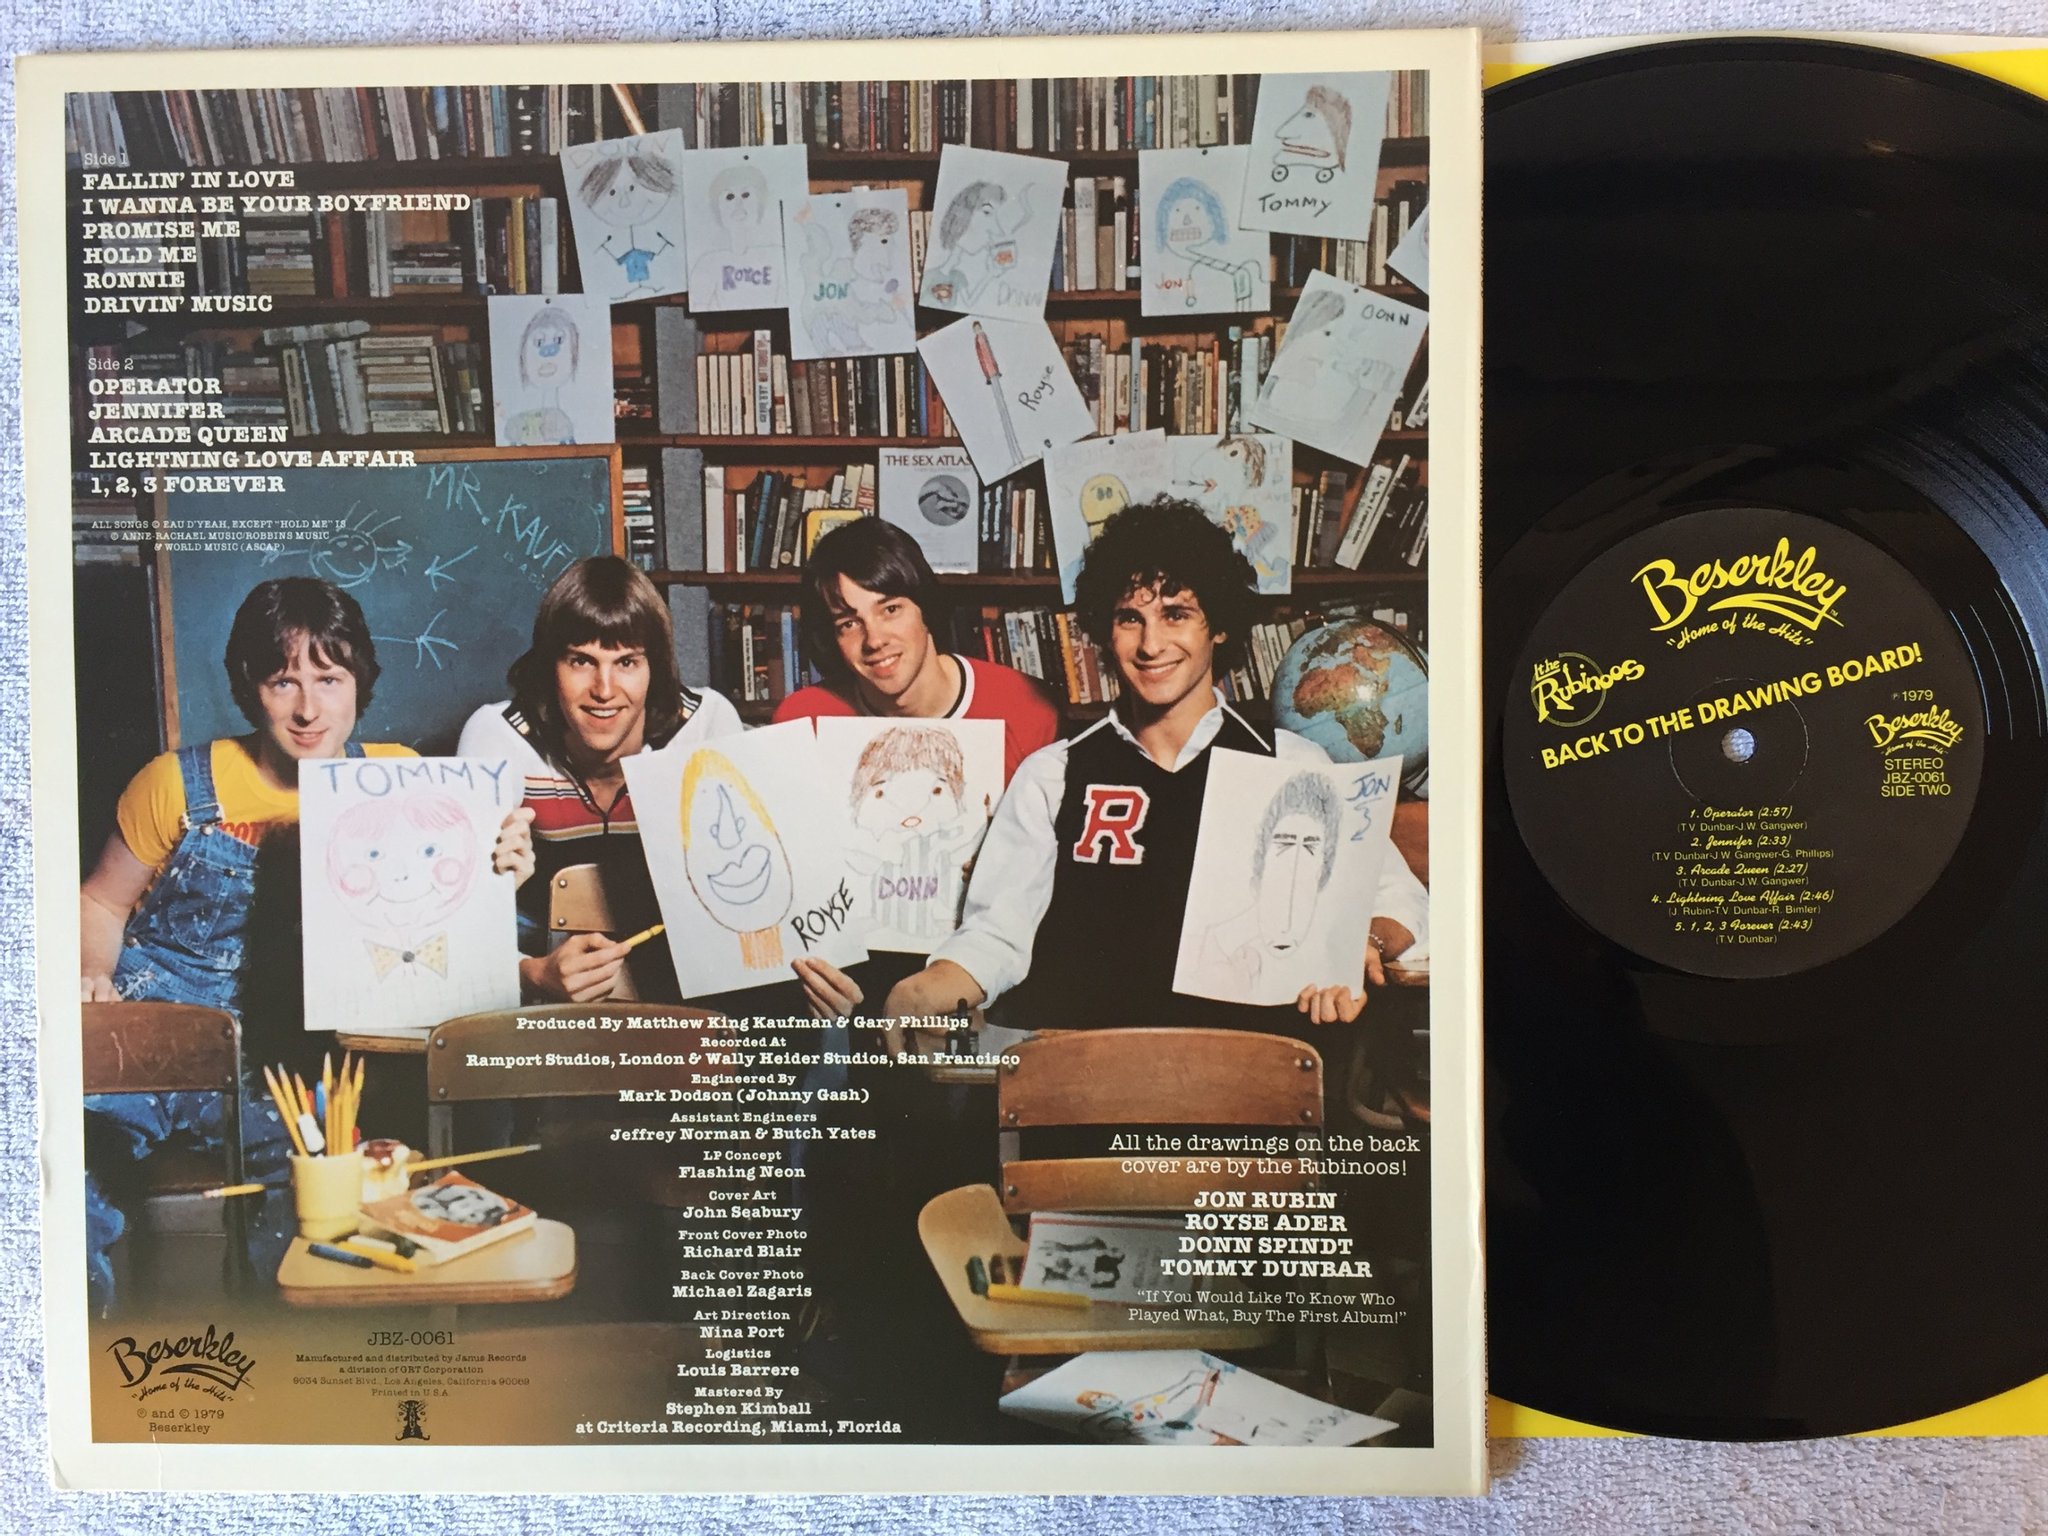 Side 1
FALLIN' IN LOVE
I WANNA BE YOUR BOYFRIEND
PROMISE ME
HOLD ME
RONNIE
DRIVIN' MUSIC
Side 2
OPERATOR
JENNIFER
ARCADE QUEEN
LIGHTNING LOVE AFFAIR
1, 2, 3 FOREVER
ALL SONGS © EAU D'YEAH, EXCEPT "HOLD ME" IS
© ANNE-RACHAEL MUSIC/ROBBINS MUSIC
& WORLD MUSIC (ASCAP)
DONN
ROYCE
JON
DONN
JON
TOMMY
Royse
DONN
THE SEX ATLAS
MR. KAUF
TOMMY
ROYSE
DONN
R
JON
Produced By Matthew King Kaufman & Gary Phillips
Recorded At
Ramport Studios, London & Wally Heider Studios, San Francisco
Engineered By
Mark Dodson (Johnny Gash)
Assistant Engineers
Jeffrey Norman & Butch Yates
LP Concept
Flashing Neon
Cover Art
John Seabury
Front Cover Photo
Richard Blair
Back Cover Photo
Michael Zagaris
Art Direction
Nina Port
Logistics
Louis Barrere
Mastered By
Stephen Kimball
at Criteria Recording, Miami, Florida
All the drawings on the back
cover are by the Rubinoos!
JON RUBIN
ROYSE ADER
DONN SPINDT
TOMMY DUNBAR
"If You Would Like To Know Who
Played What, Buy The First Album!"
Beserkley™
"Home of the Hits"
℗ and © 1979
Beserkley
JBZ-0061
Manufactured and distributed by Janus Records
a division of GRT Corporation
9034 Sunset Blvd., Los Angeles, California 90069
Printed in U.S.A.
Beserkley™
"Home of the Hits"
the Rubinoos
BACK TO THE DRAWING BOARD!
℗ 1979
Beserkley
"Home of the Hits"
STEREO
JBZ-0061
SIDE TWO
1. Operator (2:57)
(T.V. Dunbar-J.W. Gangwer)
2. Jennifer (2:33)
(T.V. Dunbar-J.W. Gangwer-G. Phillips)
3. Arcade Queen (2:27)
(T.V. Dunbar-J.W. Gangwer)
4. Lightning Love Affair (2:46)
(J. Rubin-T.V. Dunbar-R. Bimler)
5. 1, 2, 3 Forever (2:43)
(T.V. Dunbar)